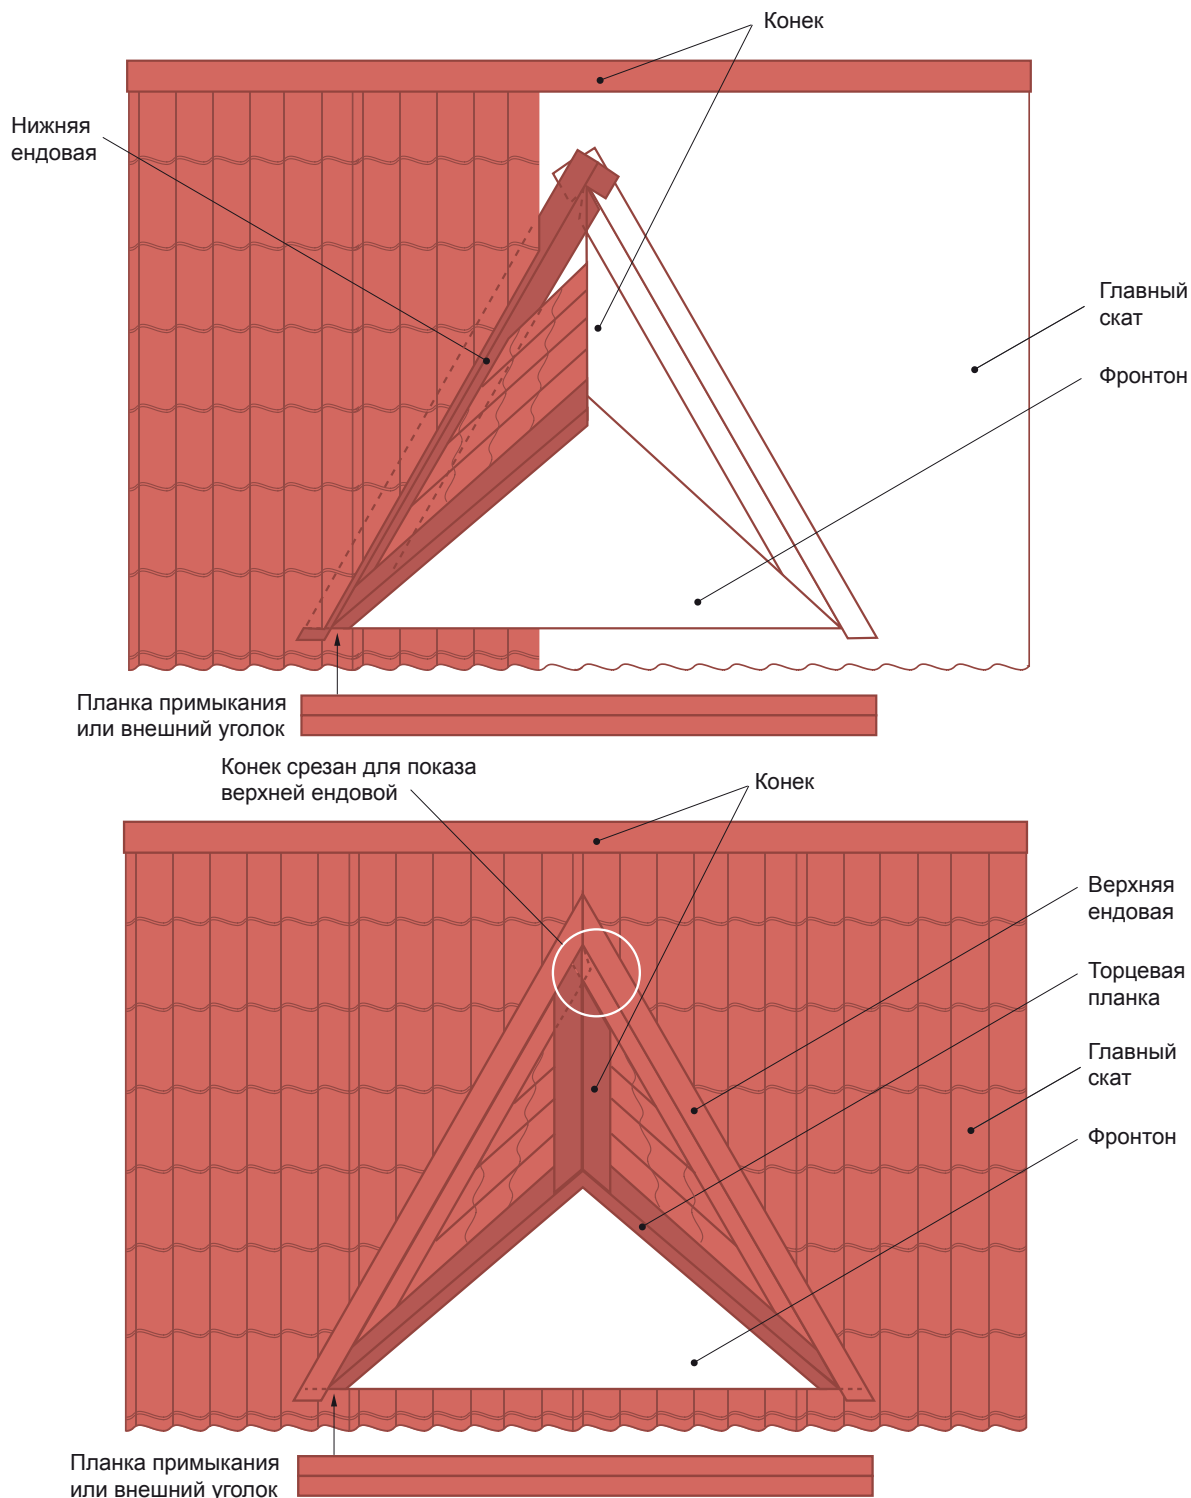 Конек
Нижняя
ендовая
Главный
скат
Фронтон
Планка примыкания
или внешний уголок
Конек срезан для показа
верхней ендовой
Конек
Верхняя
ендовая
Торцевая
планка
Главный
скат
Фронтон
Планка примыкания
или внешний уголок